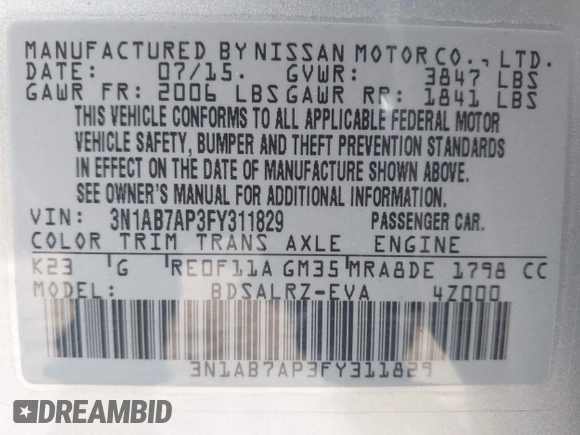 MANUFACTURED BY NISSAN MOTOR CO., LTD.
DATE: 07/15. GVWR: 3847 LBS
GAWR FR: 2006 LBS GAWR RR: 1841 LBS
THIS VEHICLE CONFORMS TO ALL APPLICABLE FEDERAL MOTOR
VEHICLE SAFETY, BUMPER AND THEFT PREVENTION STANDARDS
IN EFFECT ON THE DATE OF MANUFACTURE SHOWN ABOVE.
SEE OWNER'S MANUAL FOR ADDITIONAL INFORMATION.
VIN: 3N1AB7AP3FY311829 PASSENGER CAR.
COLOR TRIM TRANS AXLE ENGINE
K23 G RE0F11A GM35 MRA8DE 1798 CC
MODEL: BDSALRZ-EVA 4Z000
3N1AB7AP3FY311829
DREAMBID